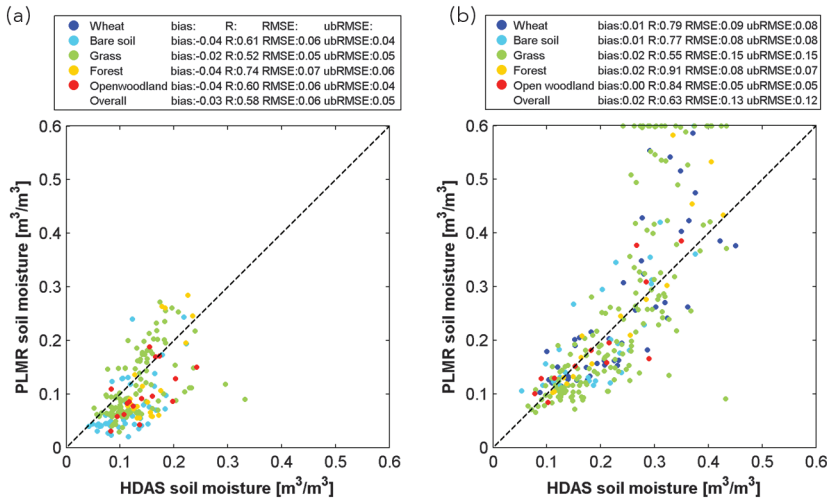 (a)
Wheat bias: R: RMSE: ubRMSE:
Bare soil bias:-0.04 R:0.61 RMSE:0.06 ubRMSE:0.04
Grass bias:-0.02 R:0.52 RMSE:0.05 ubRMSE:0.05
Forest bias:-0.04 R:0.74 RMSE:0.07 ubRMSE:0.06
Openwoodland bias:-0.04 R:0.60 RMSE:0.06 ubRMSE:0.04
Overall bias:-0.03 R:0.58 RMSE:0.06 ubRMSE:0.05
0.6
0.5
0.4
0.3
0.2
0.1
0
PLMR soil moisture [m³/m³]
0 0.1 0.2 0.3 0.4 0.5 0.6
HDAS soil moisture [m³/m³]
(b)
Wheat bias:0.01 R:0.79 RMSE:0.09 ubRMSE:0.08
Bare soil bias:0.01 R:0.77 RMSE:0.08 ubRMSE:0.08
Grass bias:0.02 R:0.55 RMSE:0.15 ubRMSE:0.15
Forest bias:0.02 R:0.91 RMSE:0.08 ubRMSE:0.07
Open woodland bias:0.00 R:0.84 RMSE:0.05 ubRMSE:0.05
Overall bias:0.02 R:0.63 RMSE:0.13 ubRMSE:0.12
0.6
0.5
0.4
0.3
0.2
0.1
0
PLMR soil moisture [m³/m³]
0 0.1 0.2 0.3 0.4 0.5 0.6
HDAS soil moisture [m³/m³]